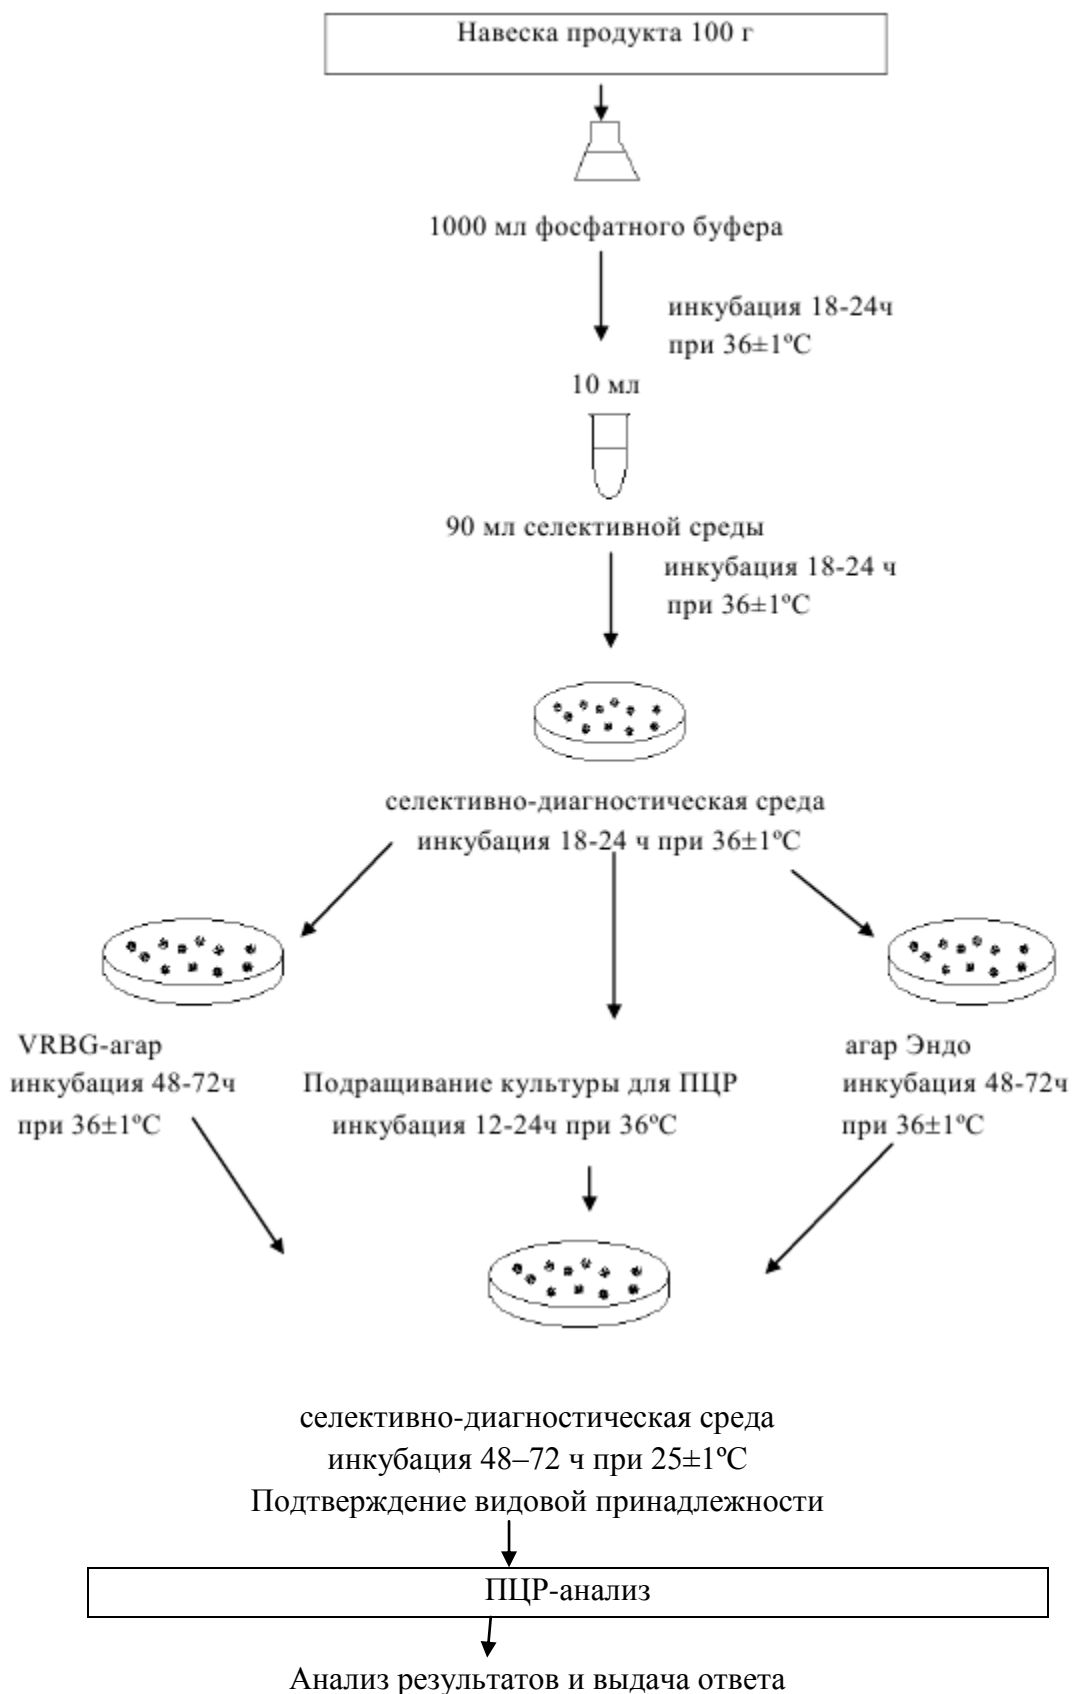 Навеска продукта 100 г
1000 мл фосфатного буфера
инкубация 18-24ч
при 36±1ºС
10 мл
90 мл селективной среды
инкубация 18-24 ч
при 36±1ºС
селективно-диагностическая среда
инкубация 18-24 ч при 36±1ºС
VRBG-агар
инкубация 48-72ч
при 36±1ºС
Подращивание культуры для ПЦР
инкубация 12-24ч при 36ºС
агар Эндо
инкубация 48-72ч
при 36±1ºС
селективно-диагностическая среда
инкубация 48–72 ч при 25±1ºС
Подтверждение видовой принадлежности
ПЦР-анализ
Анализ результатов и выдача ответа